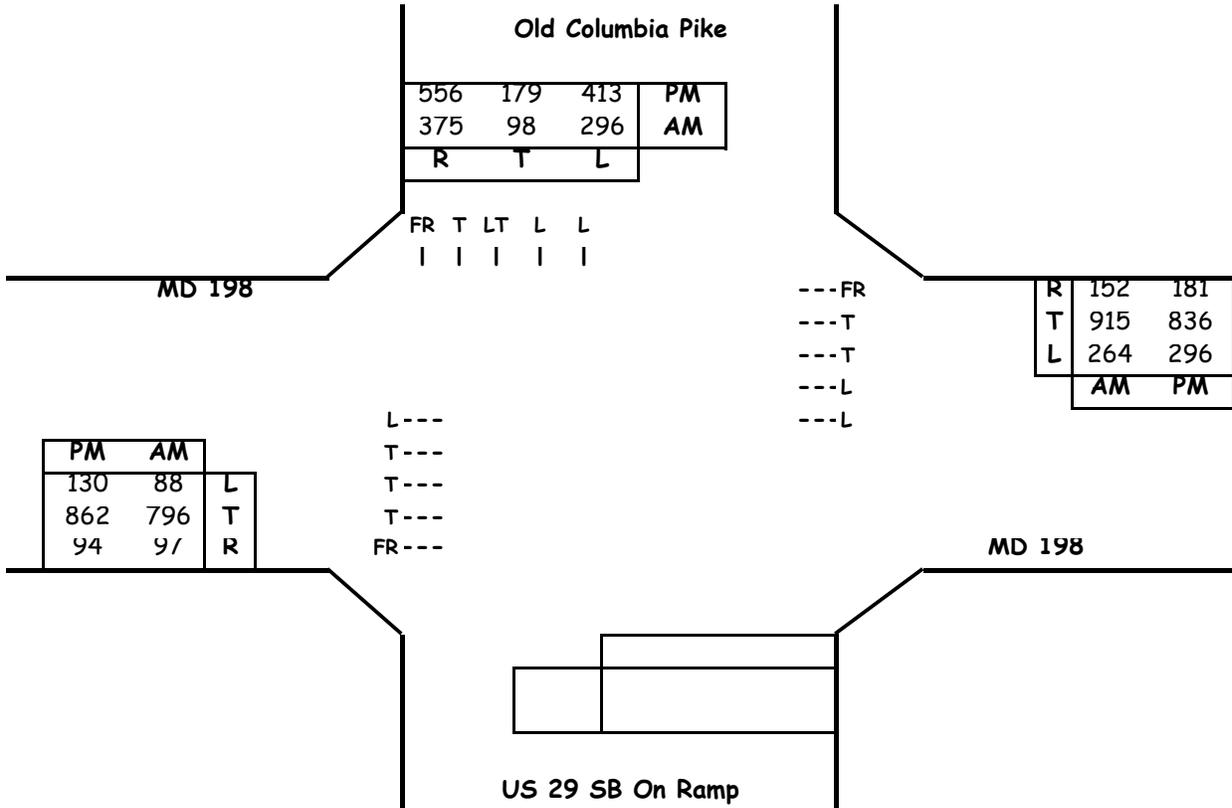 Old Columbia Pike
556 179 413 PM
375 98 296 AM
R T L
FR T LT L L
MD 198
---FR
---T
---T
---L
---L
R 152 181
T 915 836
L 264 296
AM PM
L---
T---
T---
T---
FR---
PM AM
130 88 L
862 796 T
94 97 R
MD 198
US 29 SB On Ramp